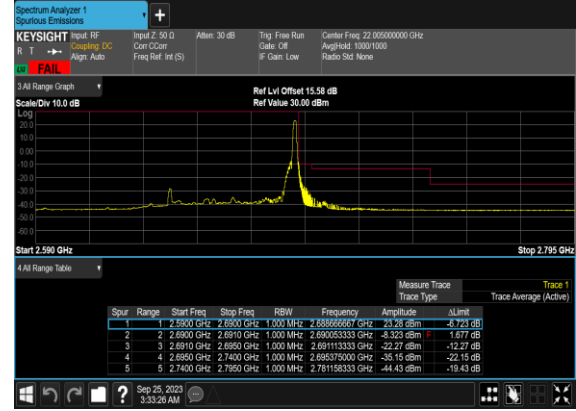 Spectrum Analyzer 1
Spurious Emissions
+
KEYSIGHT Input: RF Input Z: 50 Ω Atten: 30 dB Trig: Free Run Center Freq: 22.005000000 GHz
R T Coupling: DC Corr CCorr Gate: Off Avg|Hold: 1000/1000
Align: Auto Freq Ref: Int (S) IF Gain: Low Radio Std: None
FAIL
3 All Range Graph
Ref Lvl Offset 15.58 dB
Scale/Div 10.0 dB Ref Value 30.00 dBm
Log
20.0
10.0
0.00
-10.0
-20.0
-30.0
-40.0
-50.0
-60.0
Start 2.590 GHz Stop 2.795 GHz
4 All Range Table
Measure Trace Trace 1
Trace Type Trace Average (Active)
Spur Range Start Freq Stop Freq RBW Frequency Amplitude ΔLimit
1 1 2.5900 GHz 2.6900 GHz 1.000 MHz 2.688666667 GHz 23.28 dBm -6.723 dB
2 2 2.6900 GHz 2.6910 GHz 1.000 MHz 2.690053333 GHz -8.323 dBm F 1.677 dB
3 3 2.6910 GHz 2.6950 GHz 1.000 MHz 2.691113333 GHz -22.27 dBm -12.27 dB
4 4 2.6950 GHz 2.7400 GHz 1.000 MHz 2.695375000 GHz -35.15 dBm -22.15 dB
5 5 2.7400 GHz 2.7950 GHz 1.000 MHz 2.781158333 GHz -44.43 dBm -19.43 dB
? Sep 25, 2023
3:33:26 AM